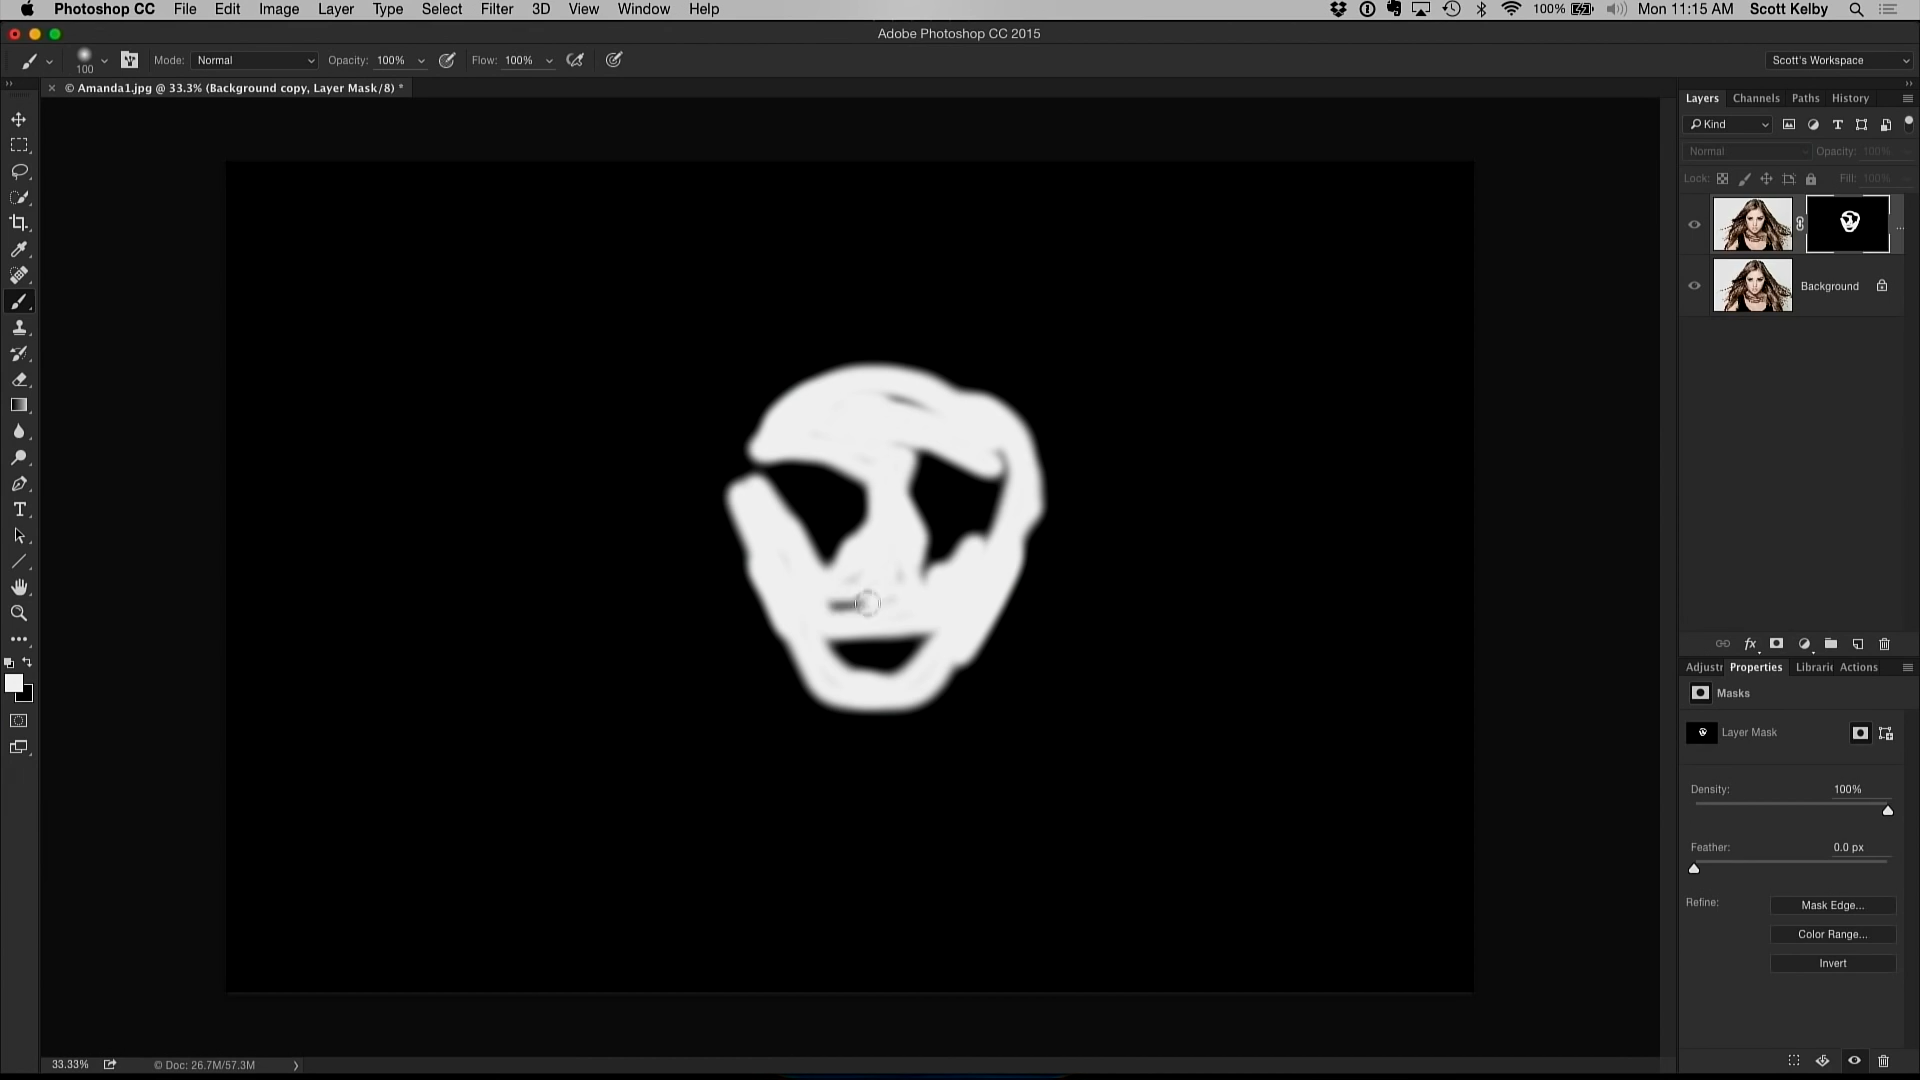 Photoshop CC File Edit Image Layer Type Select Filter 3D View Window Help 100% Mon 11:15 AM Scott Kelby
Adobe Photoshop CC 2015
100 Mode: Normal Opacity: 100% Flow: 100% Scott's Workspace
© Amanda1.jpg @ 33.3% (Background copy, Layer Mask/8) *
Layers Channels Paths History
Kind
Normal Opacity: 100%
Lock: Fill: 100%
...
Background
fx
Adjustr Properties Librarie Actions
Masks
Layer Mask
Density: 100%
Feather: 0.0 px
Refine: Mask Edge...
Color Range...
Invert
33.33% © Doc: 26.7M/57.3M